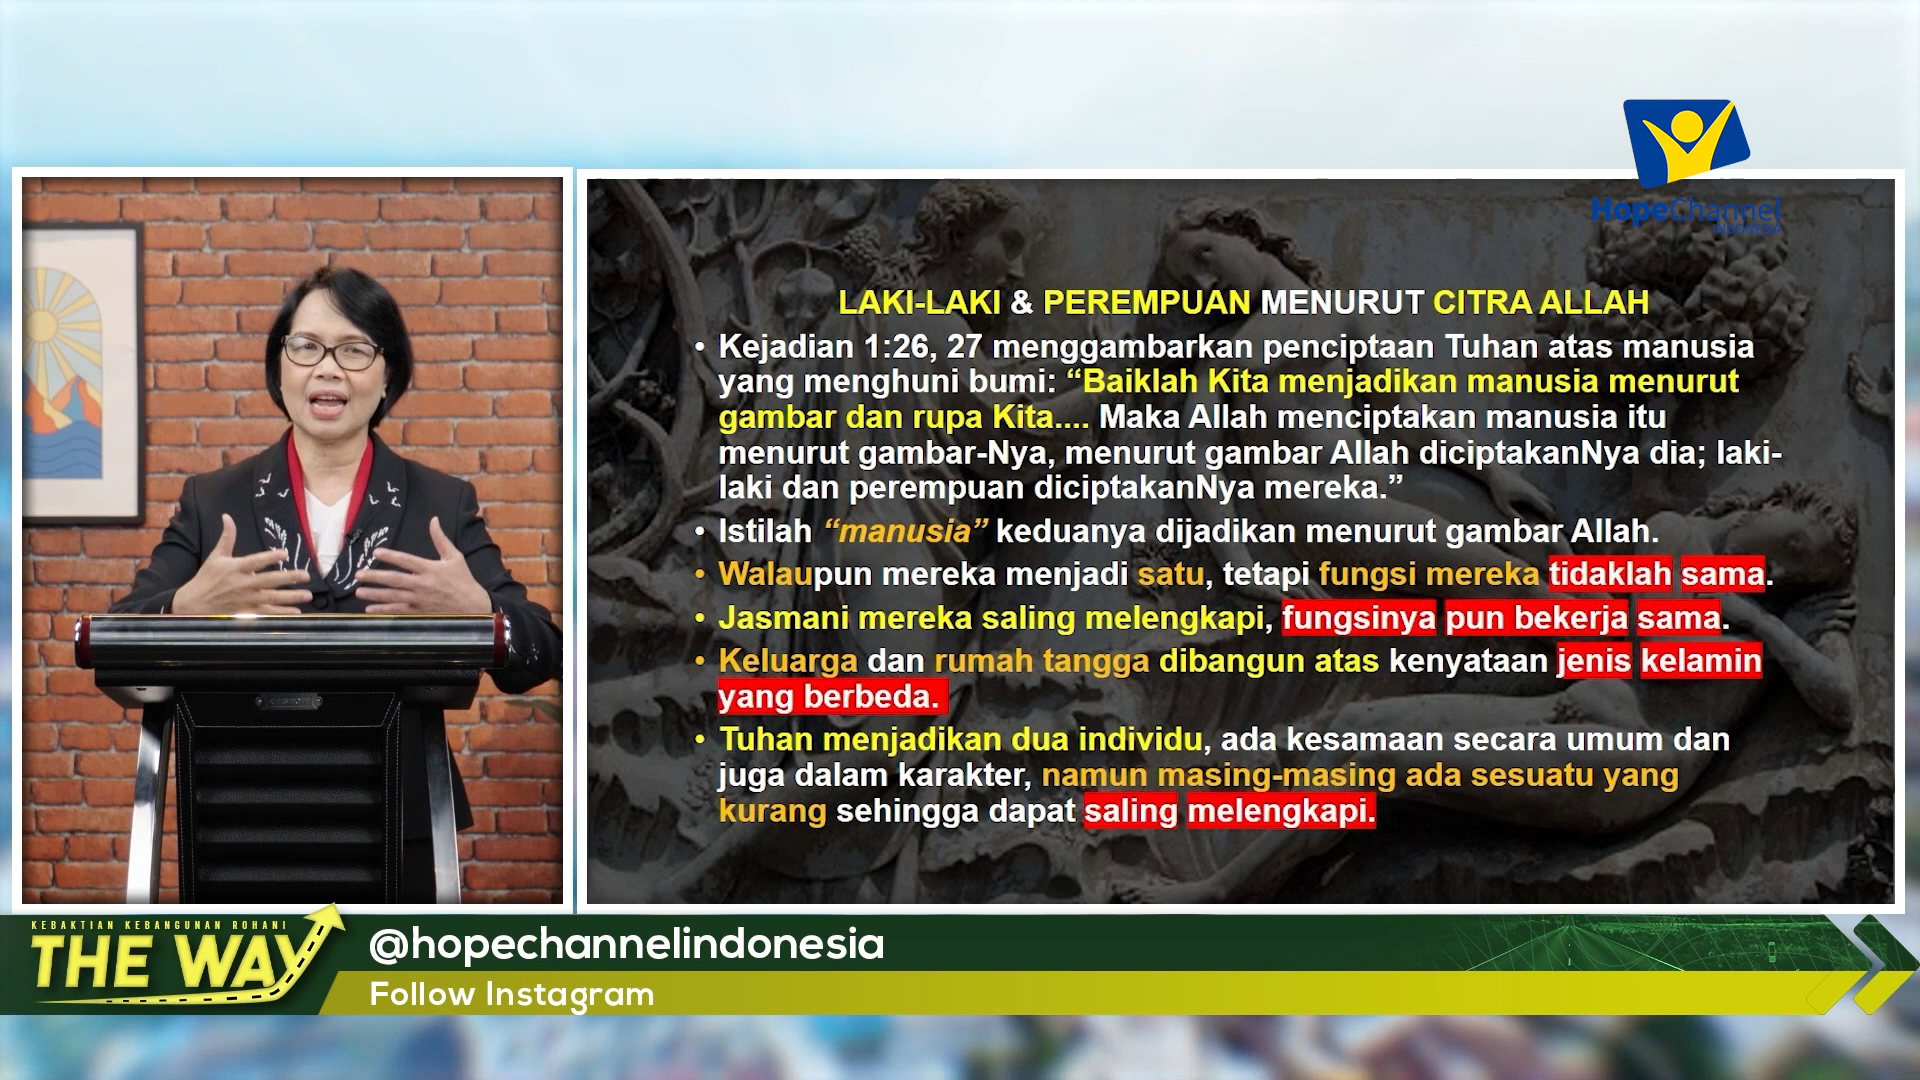 HopeChannel
INDONESIA
LAKI-LAKI & PEREMPUAN MENURUT CITRA ALLAH
• Kejadian 1:26, 27 menggambarkan penciptaan Tuhan atas manusia
yang menghuni bumi: “Baiklah Kita menjadikan manusia menurut
gambar dan rupa Kita.... Maka Allah menciptakan manusia itu
menurut gambar-Nya, menurut gambar Allah diciptakanNya dia; laki-
laki dan perempuan diciptakanNya mereka.”
• Istilah “manusia” keduanya dijadikan menurut gambar Allah.
• Walaupun mereka menjadi satu, tetapi fungsi mereka tidaklah sama.
• Jasmani mereka saling melengkapi, fungsinya pun bekerja sama.
• Keluarga dan rumah tangga dibangun atas kenyataan jenis kelamin
yang berbeda.
• Tuhan menjadikan dua individu, ada kesamaan secara umum dan
juga dalam karakter, namun masing-masing ada sesuatu yang
kurang sehingga dapat saling melengkapi.
KEBAKTIAN KEBANGUNAN ROHANI
THE WAY
@hopechannelindonesia
Follow Instagram